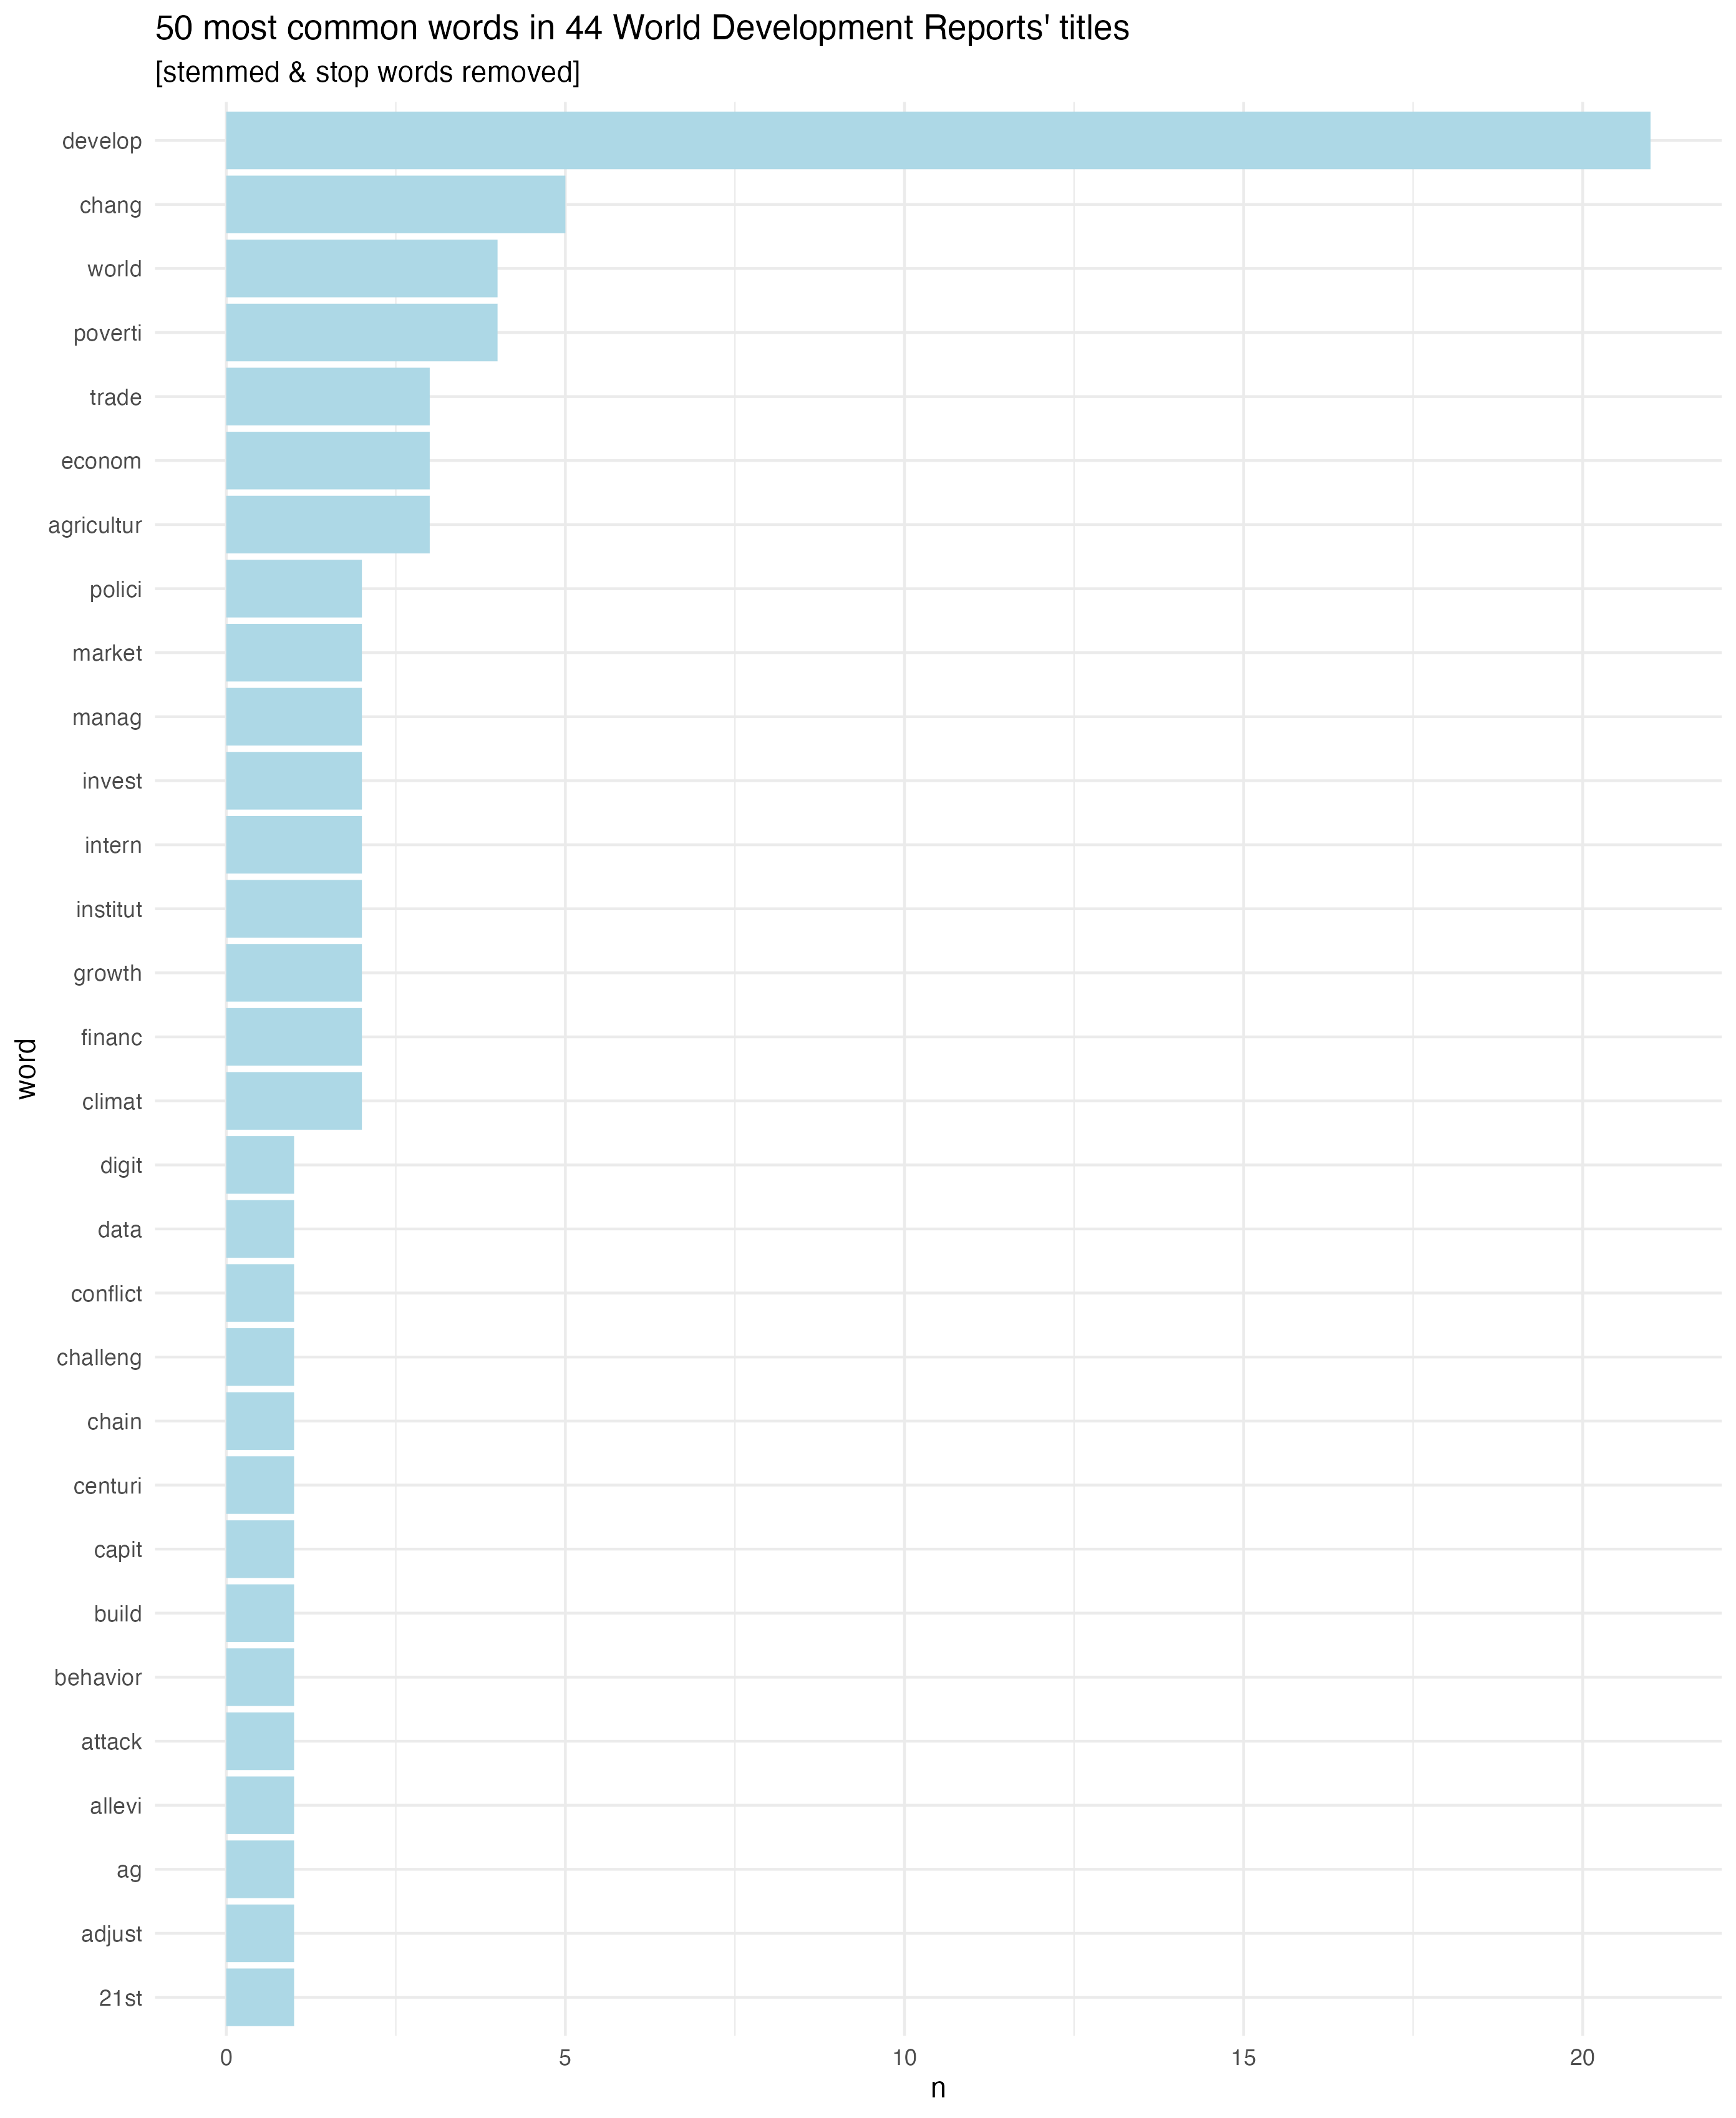 50 most common words in 44 World Development Reports' titles
[stemmed & stop words removed]
develop
chang
world
poverti
trade
econom
agricultur
polici
market
manag
invest
intern
institut
growth
financ
climat
digit
data
conflict
challeng
chain
centuri
capit
build
behavior
attack
allevi
ag
adjust
21st
word
0 5 10 15 20
n